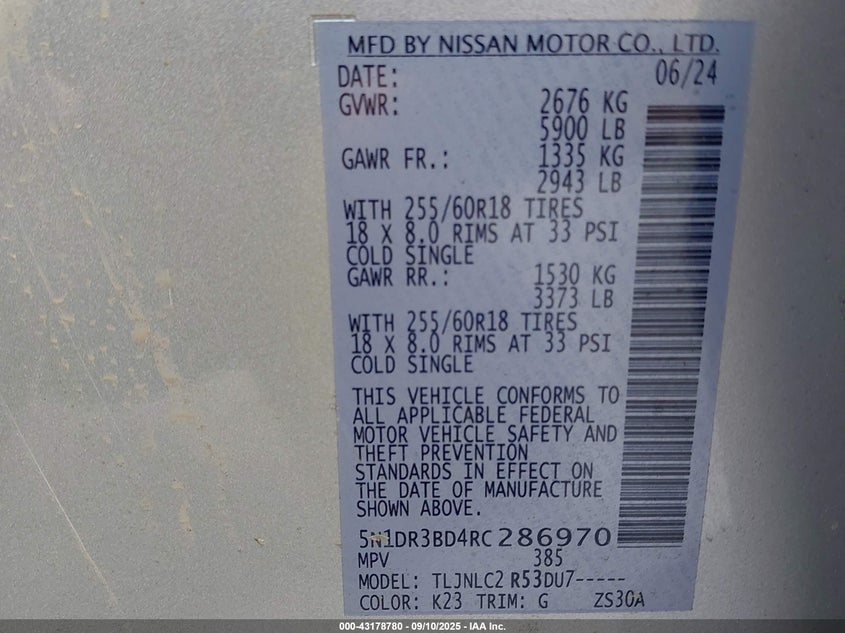 MFD BY NISSAN MOTOR CO., LTD.
DATE: 06/24
GVWR: 2676 KG
5900 LB
GAWR FR.: 1335 KG
2943 LB
WITH 255/60R18 TIRES
18 X 8.0 RIMS AT 33 PSI
COLD SINGLE
GAWR RR.: 1530 KG
3373 LB
WITH 255/60R18 TIRES
18 X 8.0 RIMS AT 33 PSI
COLD SINGLE
THIS VEHICLE CONFORMS TO
ALL APPLICABLE FEDERAL
MOTOR VEHICLE SAFETY AND
THEFT PREVENTION
STANDARDS IN EFFECT ON
THE DATE OF MANUFACTURE
SHOWN ABOVE.
5N1DR3BD4RC286970
MPV 385
MODEL: TLJNLC2 R53DU7-----
COLOR: K23 TRIM: G ZS30A
000-43178780 - 09/10/2025 - IAA Inc.